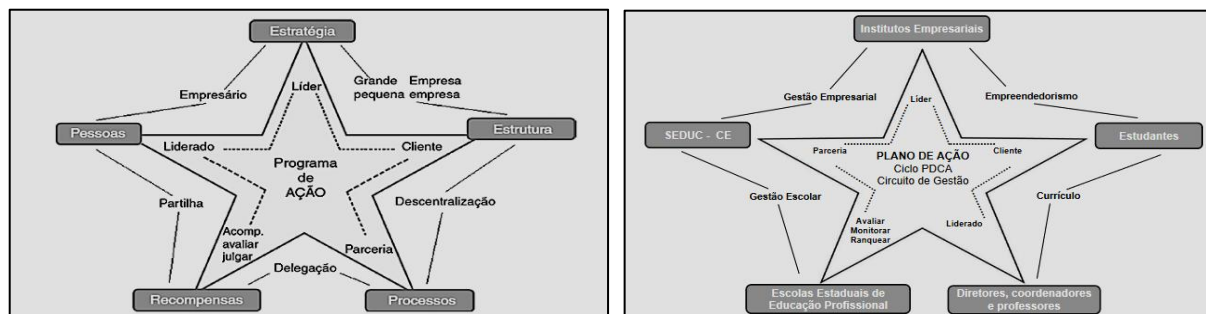 Estratégia
Empresário
Líder
Grande Empresa
pequena empresa
Pessoas
Estrutura
Liderado
Cliente
Programa
de
AÇÃO
Partilha
Descentralização
Acomp.
avaliar
julgar
Parceria
Delegação
Recompensas
Processos
Institutos Empresariais
Gestão Empresarial
Empreendedorismo
Líder
SEDUC - CE
Estudantes
Parceria
Cliente
PLANO DE AÇÃO
Ciclo PDCA
Circuito de Gestão
Gestão Escolar
Currículo
Avaliar
Monitorar
Ranquear
Liderado
Escolas Estaduais de
Educação Profissional
Diretores, coordenadores
e professores